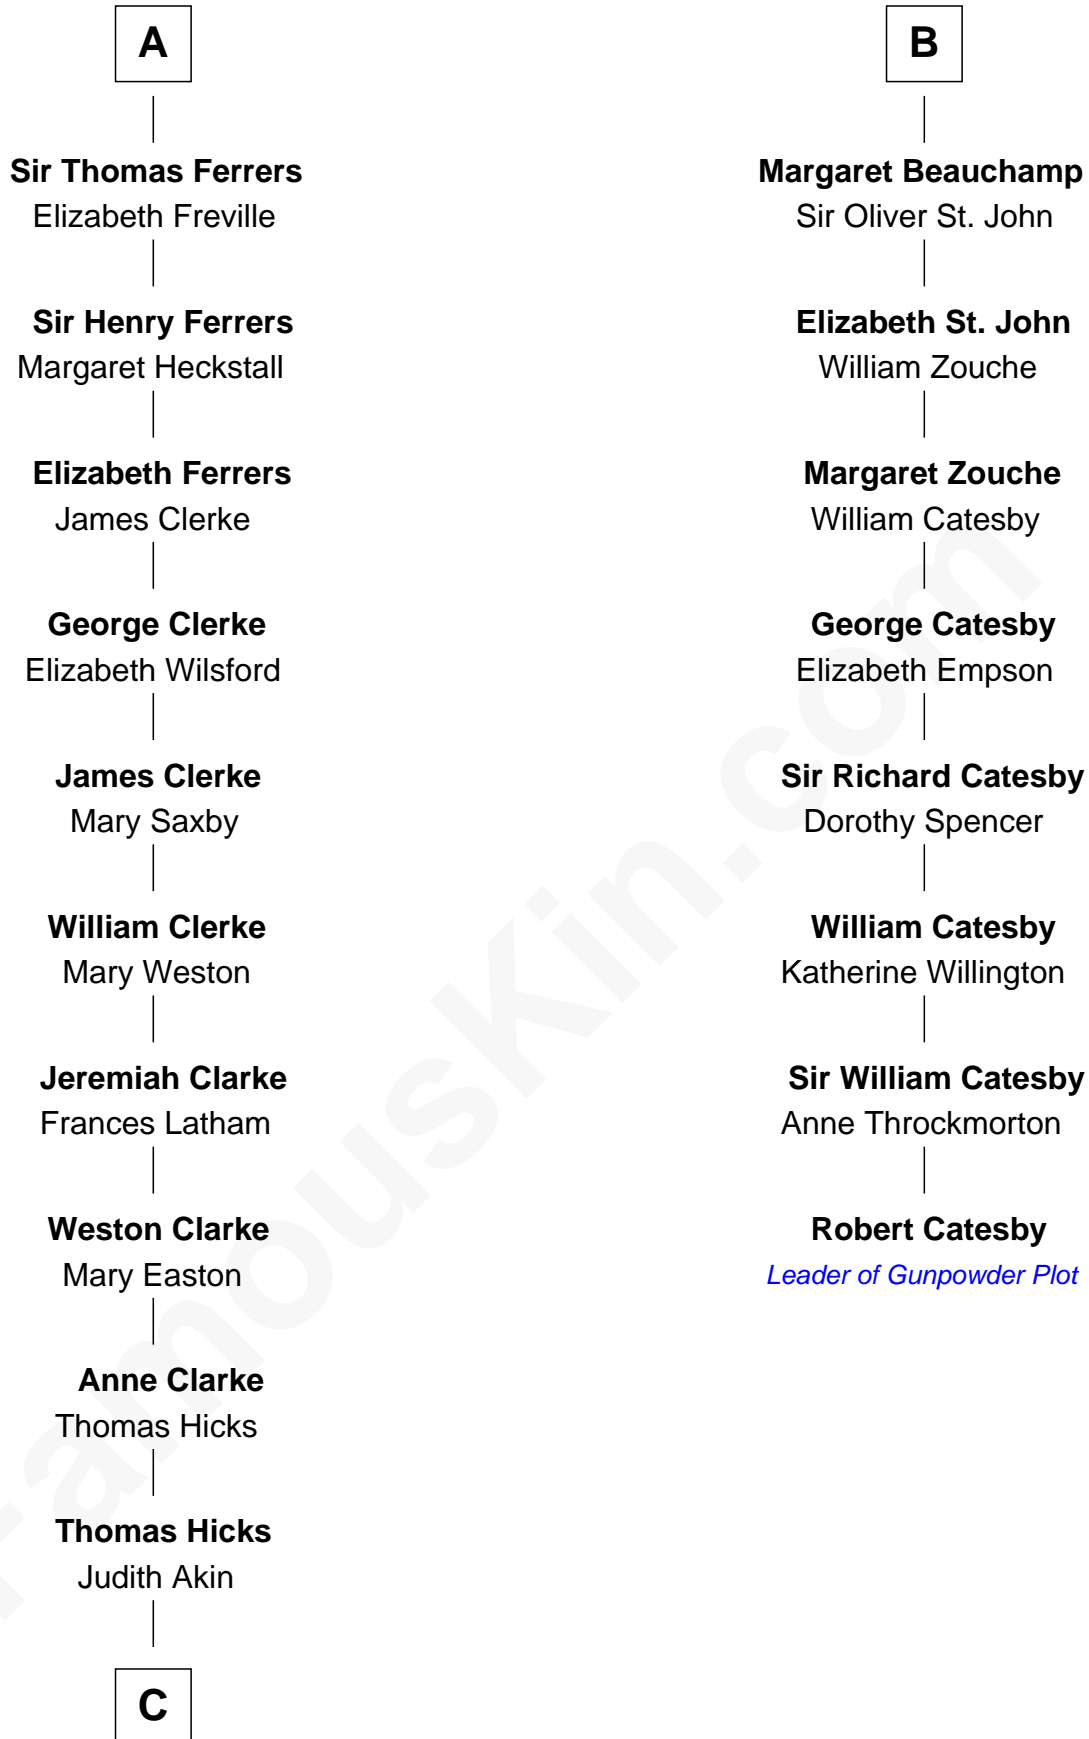 A
Sir Thomas Ferrers
Elizabeth Freville
Sir Henry Ferrers
Margaret Heckstall
Elizabeth Ferrers
James Clerke
George Clerke
Elizabeth Wilsford
James Clerke
Mary Saxby
William Clerke
Mary Weston
Jeremiah Clarke
Frances Latham
Weston Clarke
Mary Easton
Anne Clarke
Thomas Hicks
Thomas Hicks
Judith Akin
C
B
Margaret Beauchamp
Sir Oliver St. John
Elizabeth St. John
William Zouche
Margaret Zouche
William Catesby
George Catesby
Elizabeth Empson
Sir Richard Catesby
Dorothy Spencer
William Catesby
Katherine Willington
Sir William Catesby
Anne Throckmorton
Robert Catesby
Leader of Gunpowder Plot
FamousKin.com